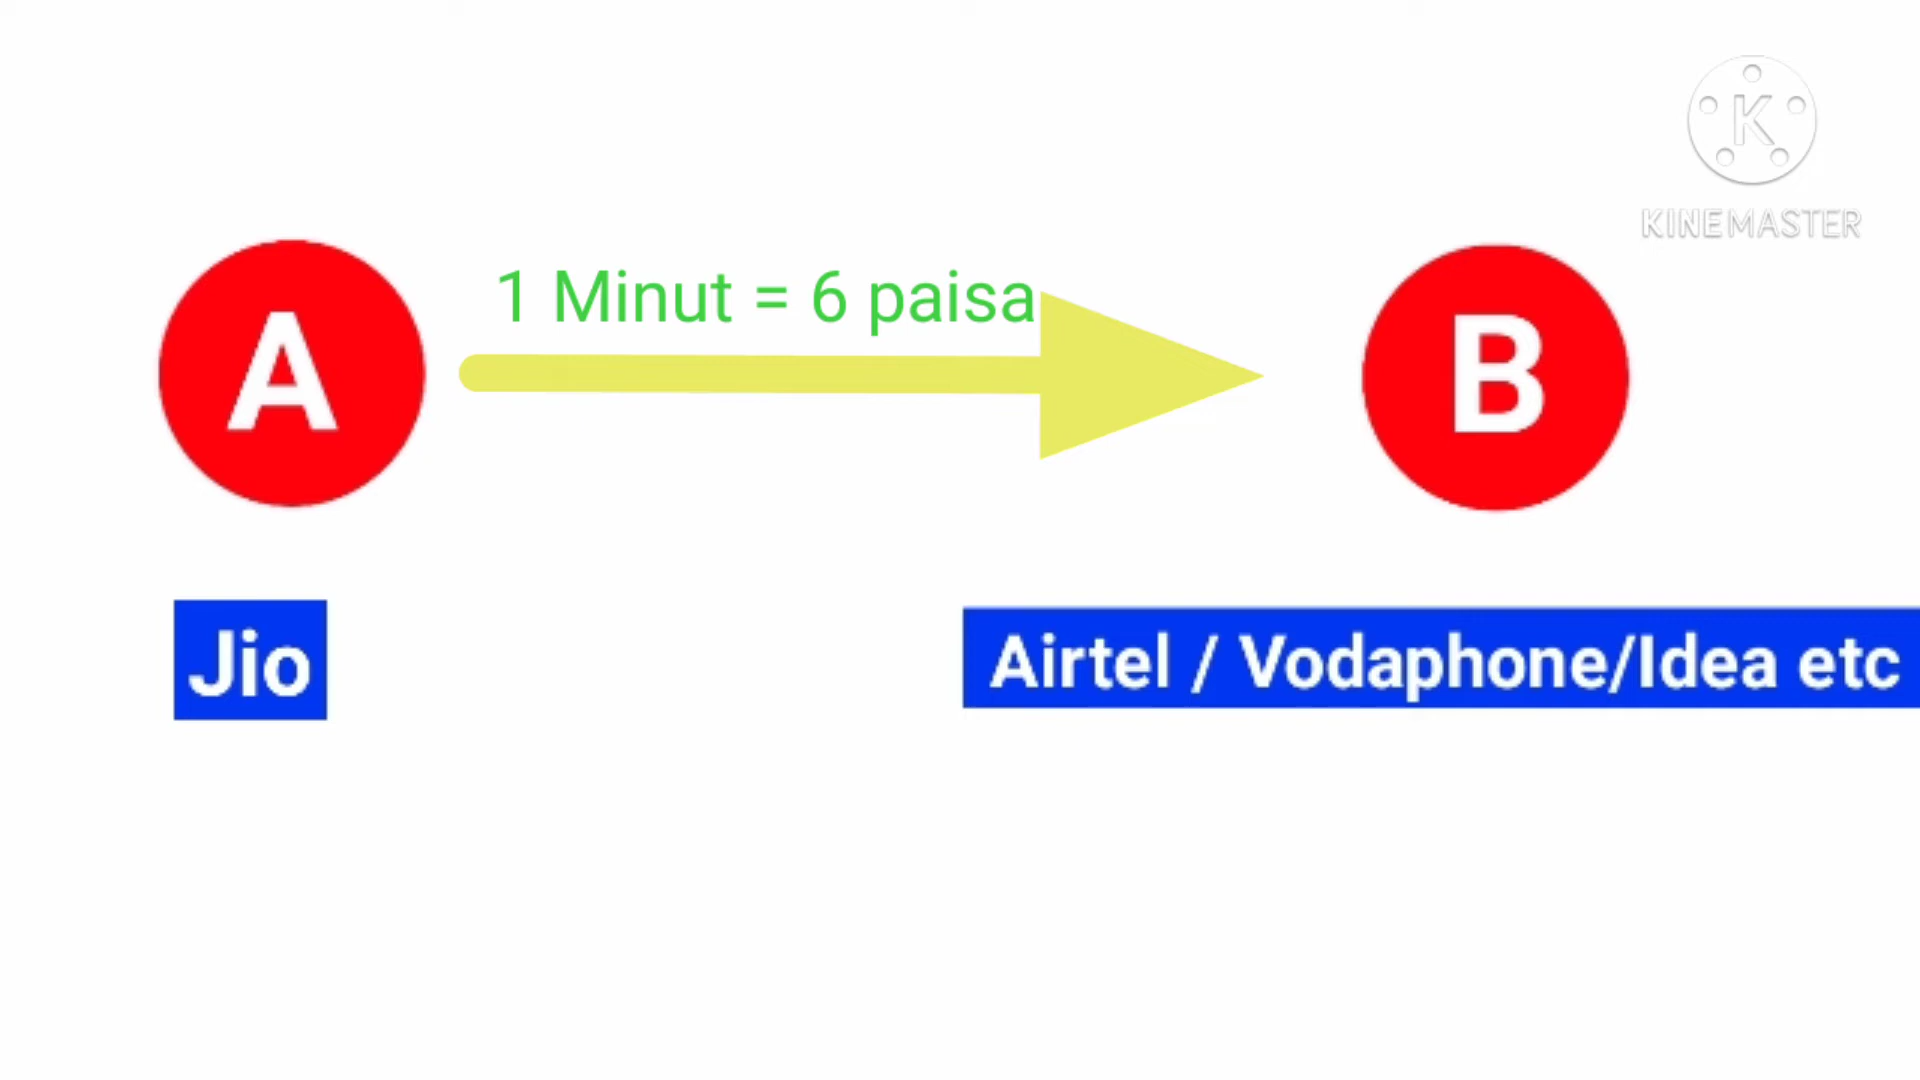 K
KINEMASTER
1 Minut = 6 paisa
A
B
Jio
Airtel / Vodaphone/Idea etc